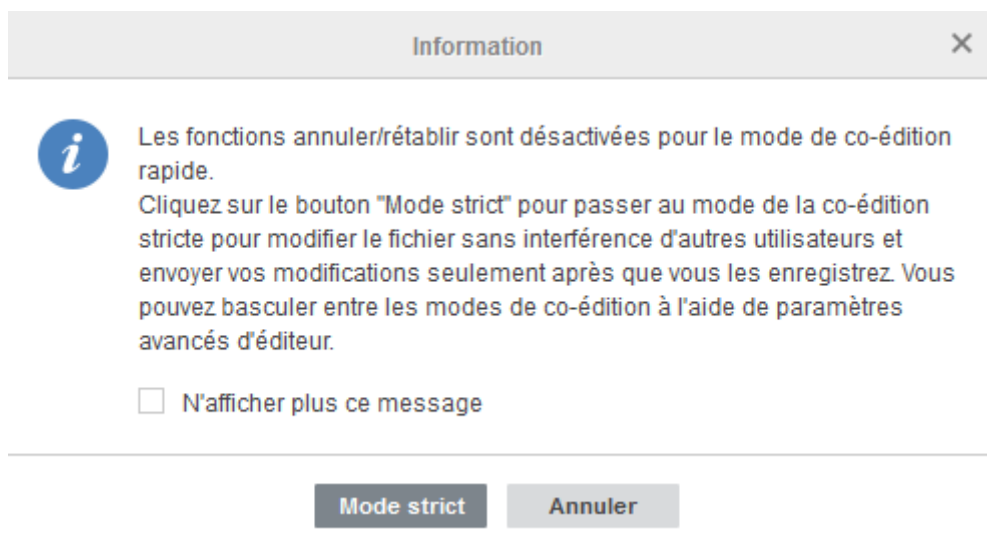 Information
Les fonctions annuler/rétablir sont désactivées pour le mode de co-édition
rapide.
Cliquez sur le bouton "Mode strict" pour passer au mode de la co-édition
stricte pour modifier le fichier sans interférence d'autres utilisateurs et
envoyer vos modifications seulement après que vous les enregistrez. Vous
pouvez basculer entre les modes de co-édition à l'aide de paramètres
avancés d'éditeur.
N'afficher plus ce message
Mode strict
Annuler